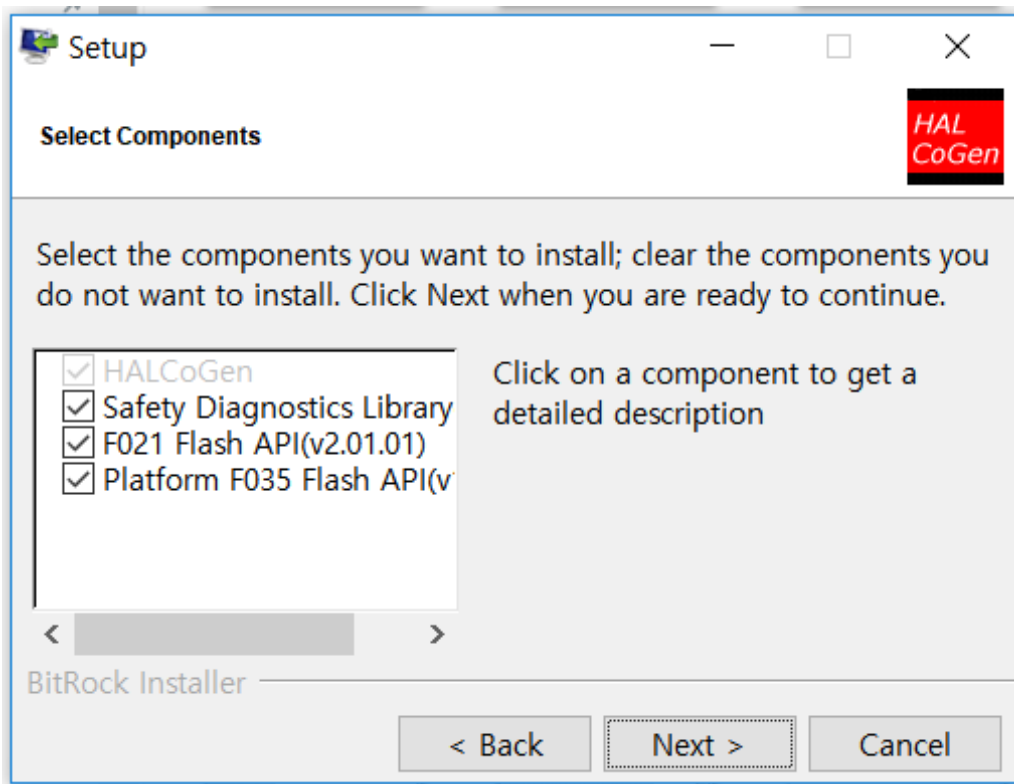 Setup
Select Components
HAL
CoGen
Select the components you want to install; clear the components you
do not want to install. Click Next when you are ready to continue.
HALCoGen
Safety Diagnostics Library
F021 Flash API(v2.01.01)
Platform F035 Flash API(v
Click on a component to get a
detailed description
BitRock Installer
< Back
Next >
Cancel